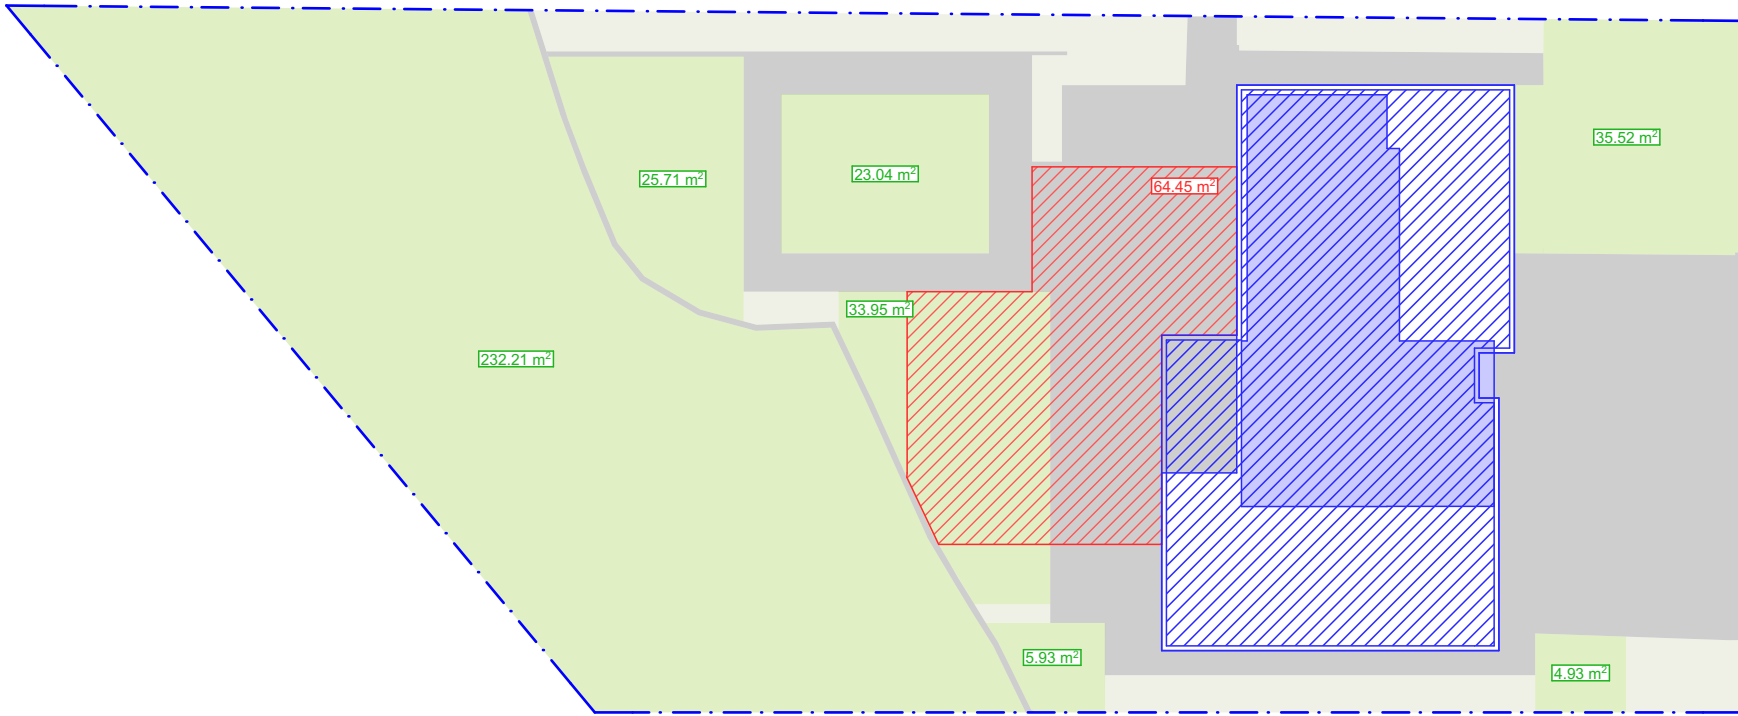 35.52 m²
23.04 m²
25.71 m²
64.45 m²
33.95 m²
232.21 m²
5.93 m²
4.93 m²